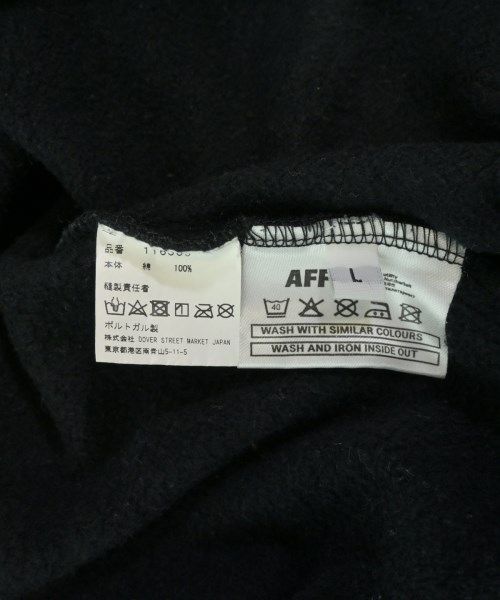 品番
本体 綿 100%
縫製責任者
ポルトガル製
株式会社 DOVER STREET MARKET JAPAN
東京都港区南青山5-11-5
AFF
L
40
WASH WITH SIMILAR COLOURS
WASH AND IRON INSIDE OUT